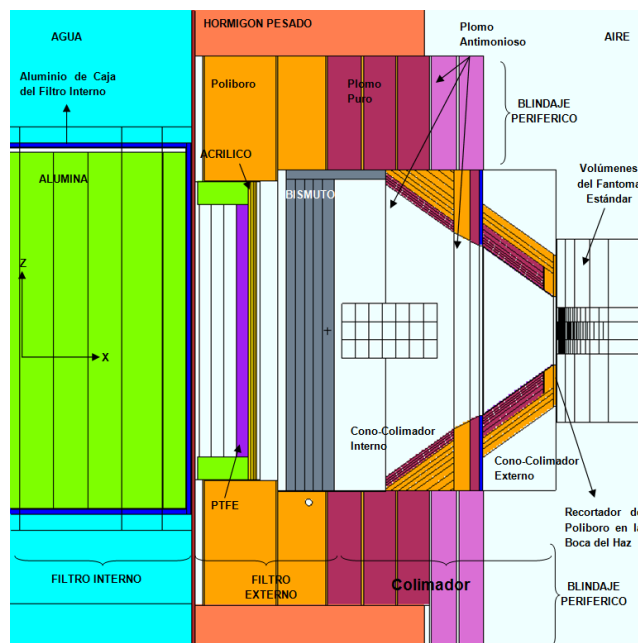 HORMIGON PESADO
AGUA
Plomo
Antimonioso
AIRE
Aluminio de Caja
del Filtro Interno
Poliboro
Plomo
Puro
BLINDAJE
PERIFERICO
ACRILICO
ALUMINA
BISMUTO
Volúmenes
del Fantoma
Estándar
Z
X
Cono-Colimador
Interno
Cono-Colimador
Externo
PTFE
Recortador de
Poliboro en la
Boca del Haz
FILTRO INTERNO
FILTRO
EXTERNO
Colimador
BLINDAJE
PERIFERICO